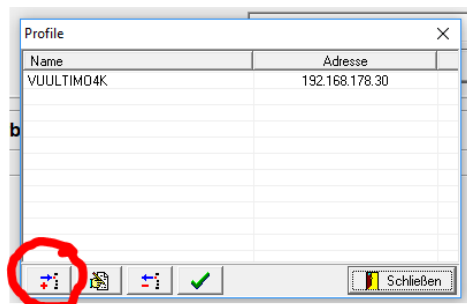 Profile
Name Adresse
VUULTIMO4K 192.168.178.30
b
Schließen